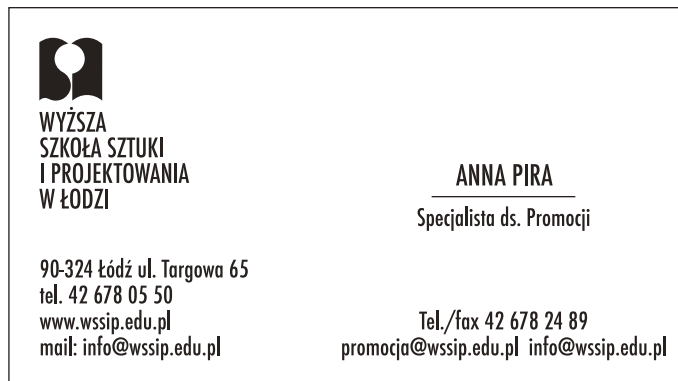 WYŻSZA
SZKOŁA SZTUKI
I PROJEKTOWANIA
W ŁODZI
90-324 Łódź ul. Targowa 65
tel. 42 678 05 50
www.wssip.edu.pl
mail: info@wssip.edu.pl
ANNA PIRA
Specjalista ds. Promocji
Tel./fax 42 678 24 89
promocja@wssip.edu.pl info@wssip.edu.pl